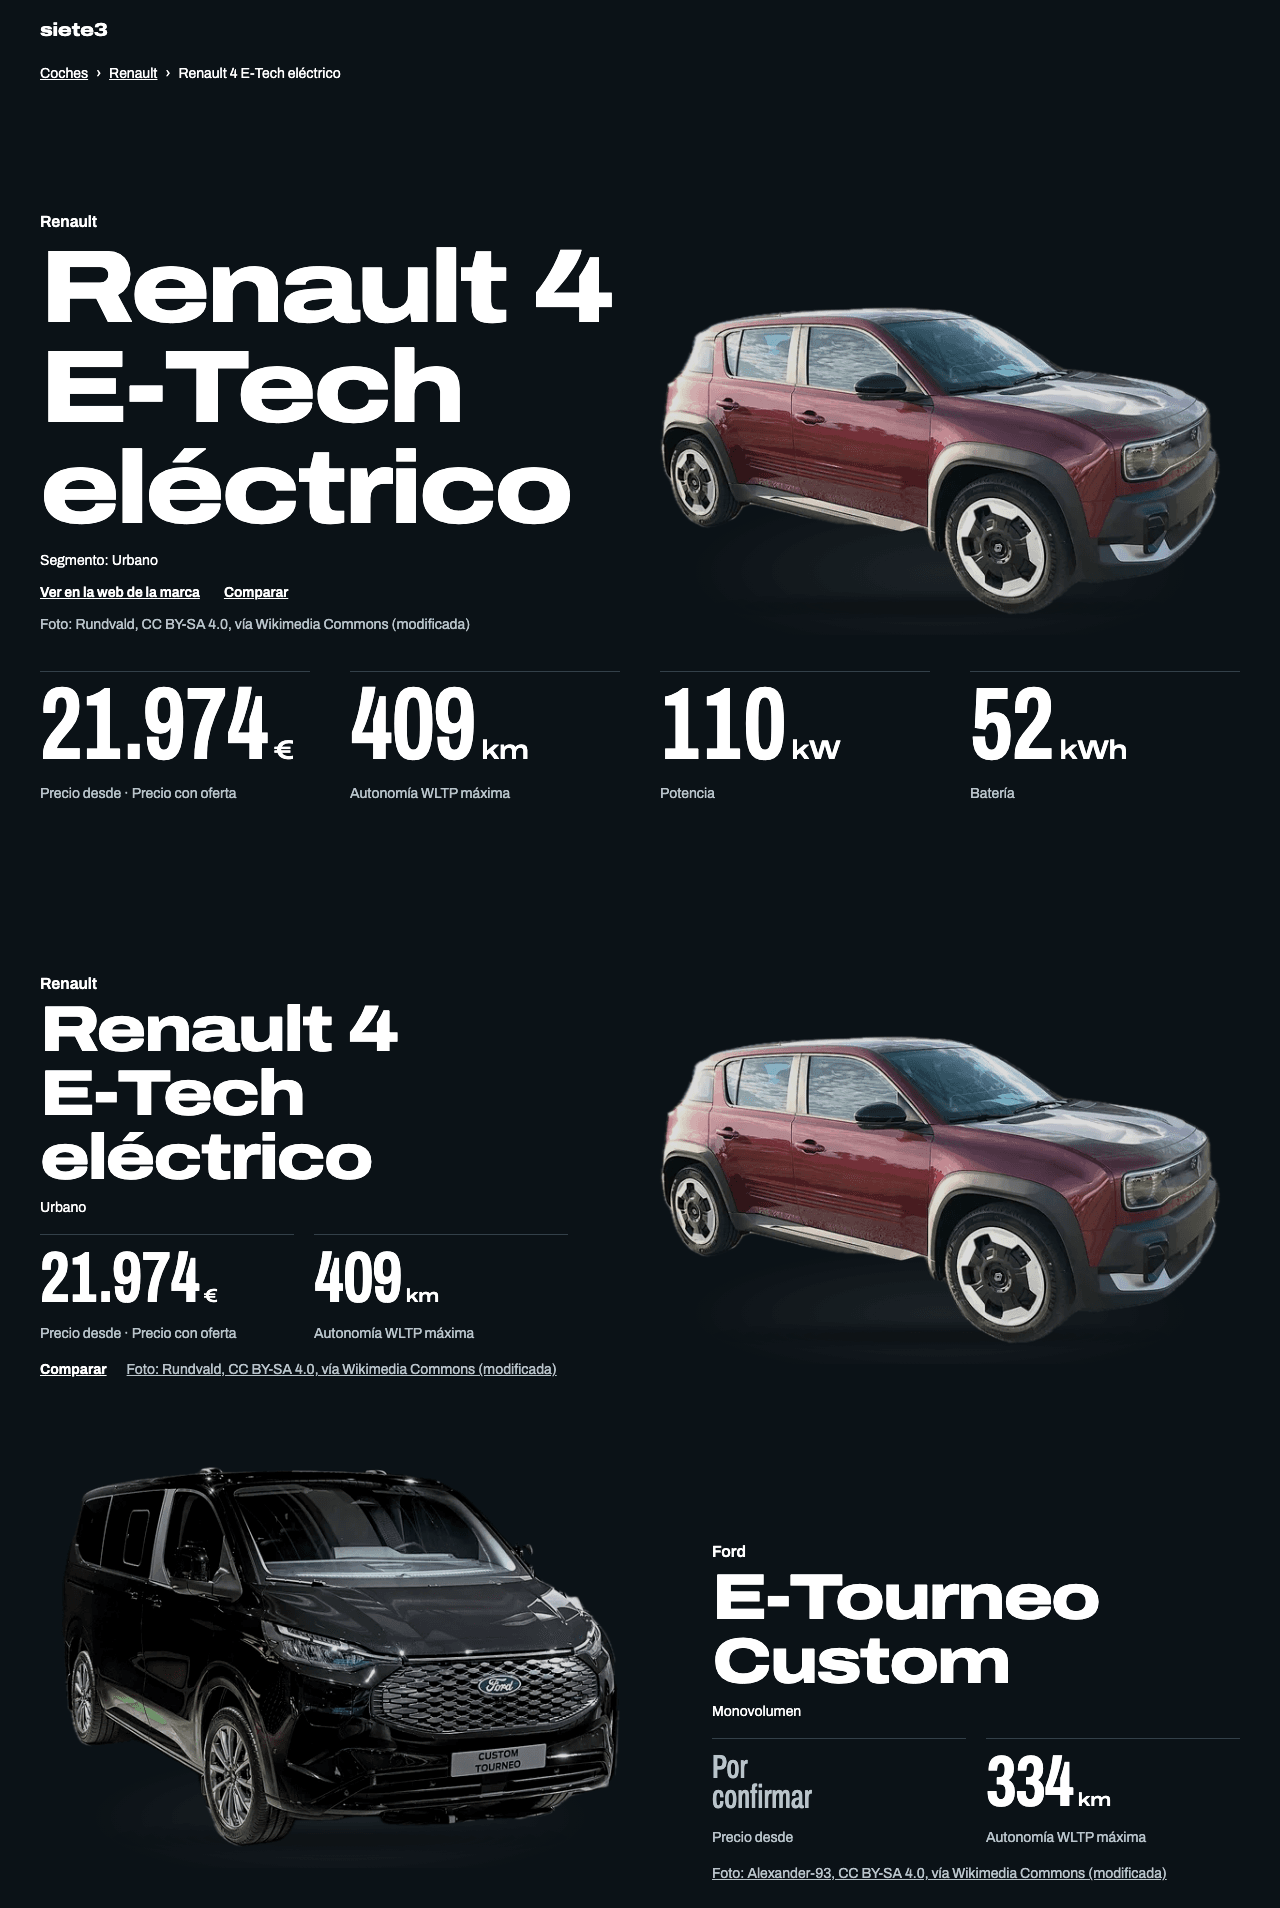 siete3
Coches › Renault › Renault 4 E-Tech eléctrico
Renault
Renault 4
E-Tech
eléctrico
Segmento: Urbano
Ver en la web de la marca Comparar
Foto: Rundvald, CC BY-SA 4.0, vía Wikimedia Commons (modificada)
21.974 €
Precio desde · Precio con oferta
409 km
Autonomía WLTP máxima
110 kW
Potencia
52 kWh
Batería
Renault
Renault 4
E-Tech
eléctrico
Urbano
21.974 €
Precio desde · Precio con oferta
409 km
Autonomía WLTP máxima
Comparar Foto: Rundvald, CC BY-SA 4.0, vía Wikimedia Commons (modificada)
Ford
CUSTOM
TOURNEO
Ford
E-Tourneo
Custom
Monovolumen
Por
confirmar
Precio desde
334 km
Autonomía WLTP máxima
Foto: Alexander-93, CC BY-SA 4.0, vía Wikimedia Commons (modificada)